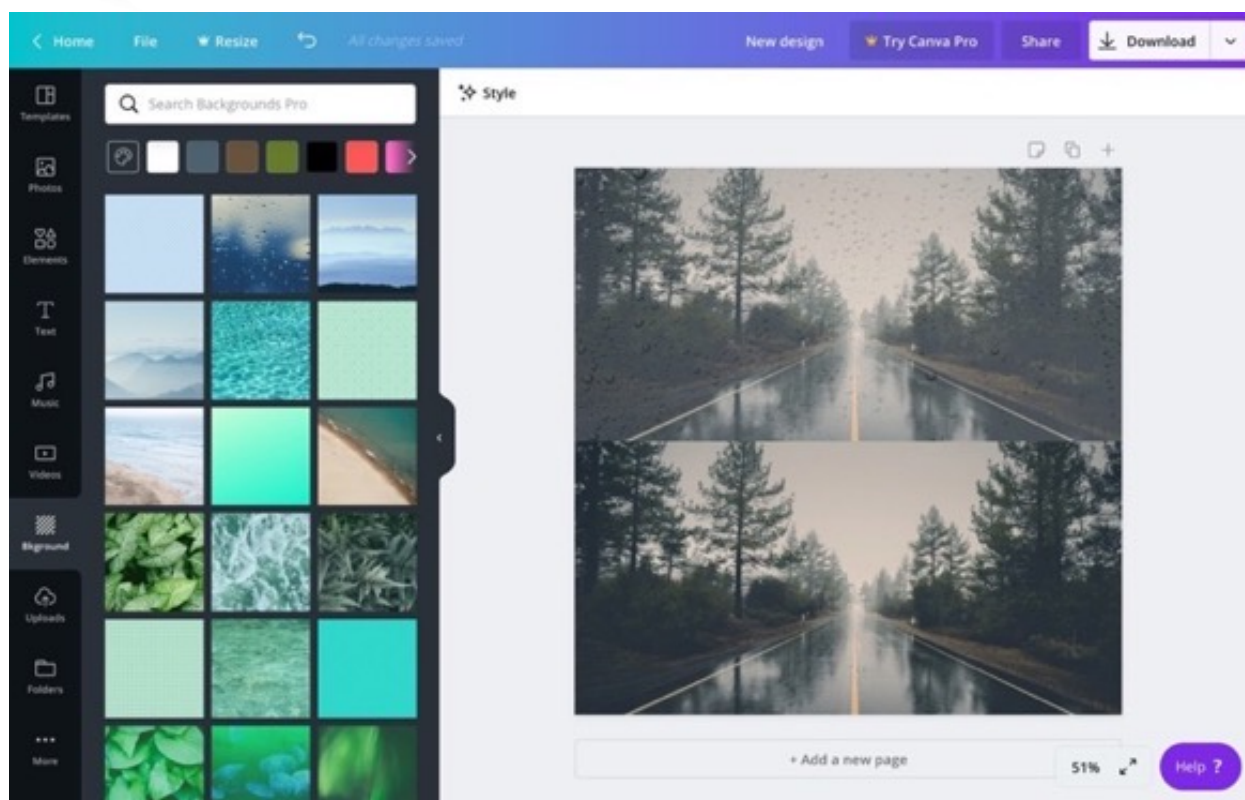 Home File Resize All changes saved New design Try Canva Pro Share Download
Templates
Search Backgrounds Pro
Style
Photos
Elements
Text
Music
Videos
Bkground
Uploads
Folders
More
+ Add a new page
51%
Help ?